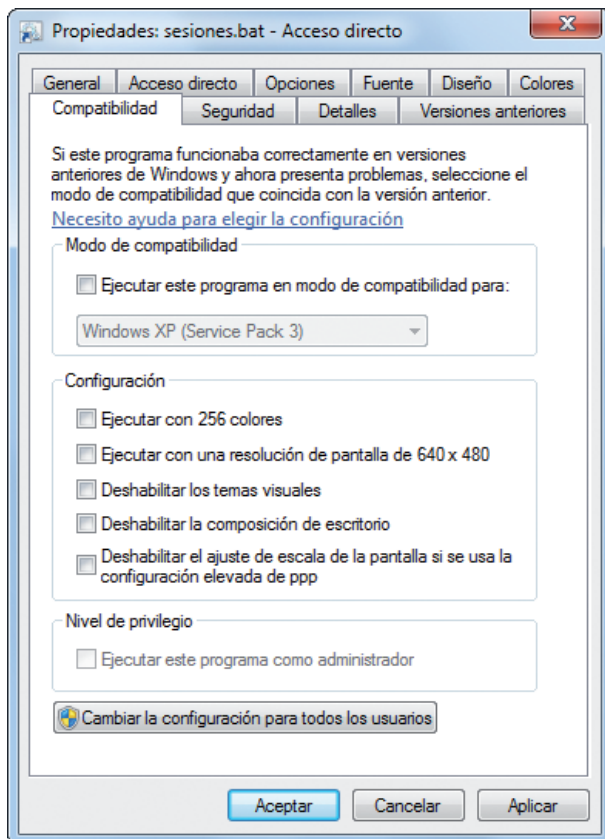 Propiedades: sesiones.bat - Acceso directo
General Acceso directo Opciones Fuente Diseño Colores
Compatibilidad Seguridad Detalles Versiones anteriores
Si este programa funcionaba correctamente en versiones
anteriores de Windows y ahora presenta problemas, seleccione el
modo de compatibilidad que coincida con la versión anterior.
Necesito ayuda para elegir la configuración
Modo de compatibilidad
Ejecutar este programa en modo de compatibilidad para:
Windows XP (Service Pack 3)
Configuración
Ejecutar con 256 colores
Ejecutar con una resolución de pantalla de 640 x 480
Deshabilitar los temas visuales
Deshabilitar la composición de escritorio
Deshabilitar el ajuste de escala de la pantalla si se usa la
configuración elevada de ppp
Nivel de privilegio
Ejecutar este programa como administrador
Cambiar la configuración para todos los usuarios
Aceptar Cancelar Aplicar